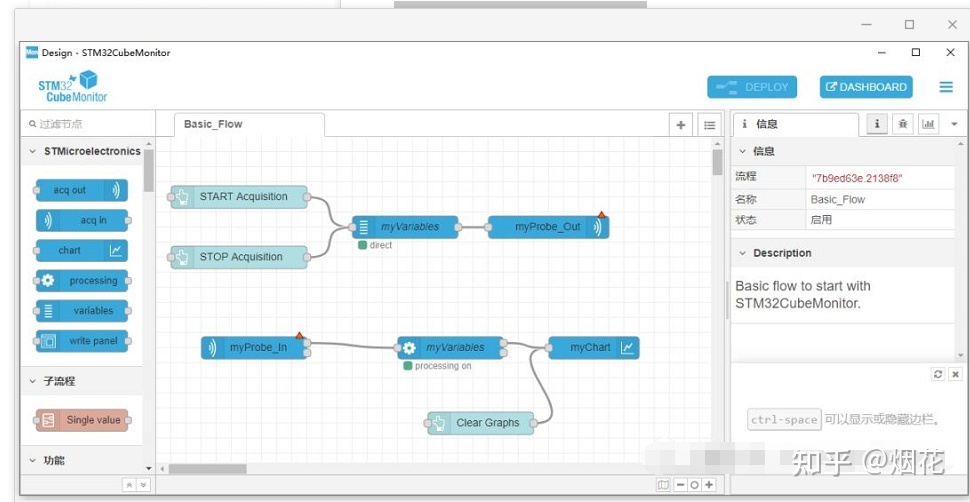 Design - STM32CubeMonitor
STM32
CubeMonitor
DEPLOY
DASHBOARD
过滤节点
STMicroelectronics
acq out
acq in
chart
processing
variables
write panel
子流程
Single value
功能
Basic_Flow
START Acquisition
STOP Acquisition
myVariables
direct
myProbe_Out
myProbe_In
myVariables
processing on
myChart
Clear Graphs
信息
信息
流程 "7b9ed63e.2138f8"
名称 Basic_Flow
状态 启用
Description
Basic flow to start with
STM32CubeMonitor.
ctrl-space 可以显示或隐藏边栏。
知乎 @烟花